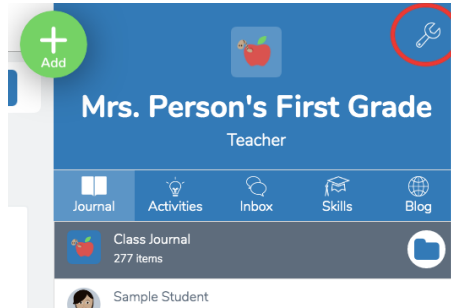 Add
Mrs. Person's First Grade
Teacher
Journal Activities Inbox Skills Blog
Class Journal
277 items
Sample Student